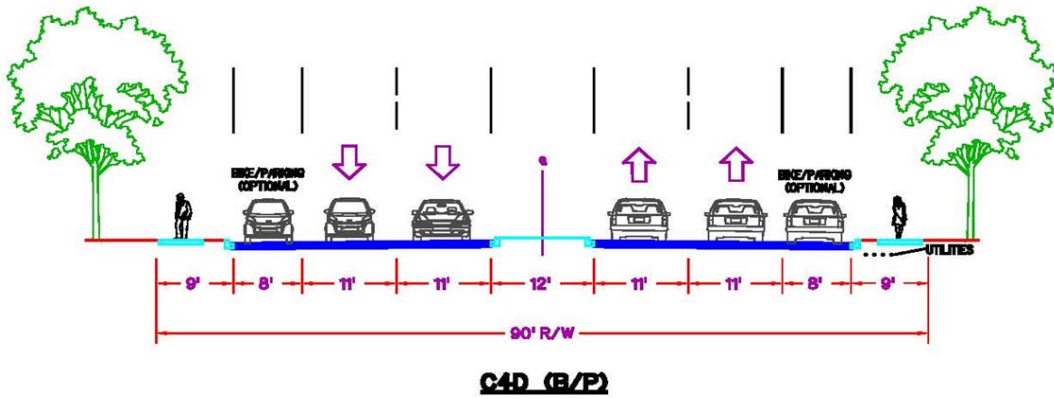 BIKE/PARKING
(OPTIONAL)
BIKE/PARKING
(OPTIONAL)
UTILITES
9' 8' 11' 11' 12' 11' 11' 8' 9'
90' R/W
C4D (B/P)